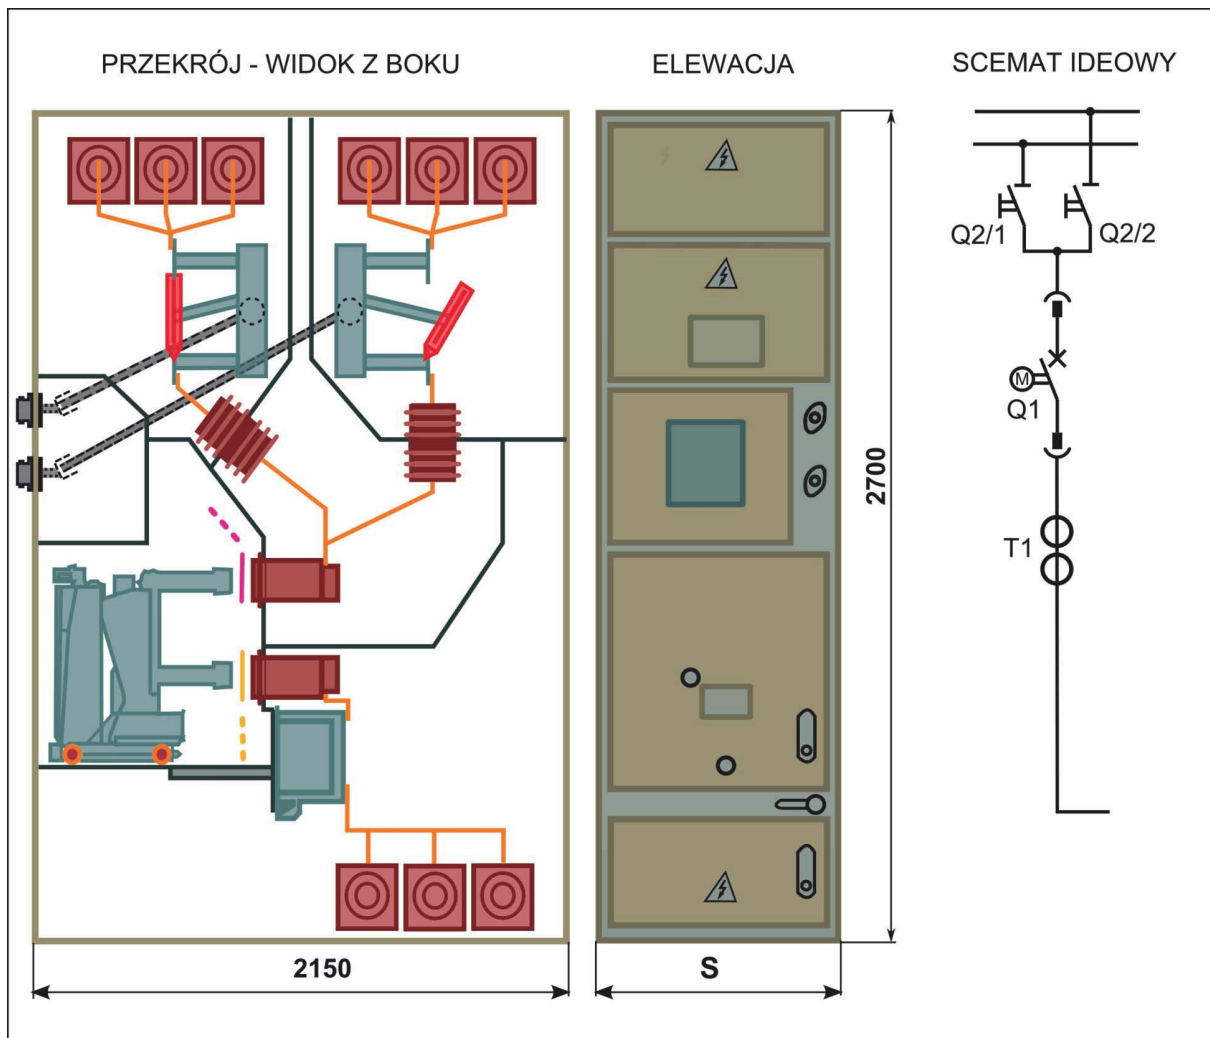 PRZEKRÓJ - WIDOK Z BOKU
ELEWACJA
SCEMAT IDEOWY
Q2/1
Q2/2
M
Q1
T1
2700
2150
S